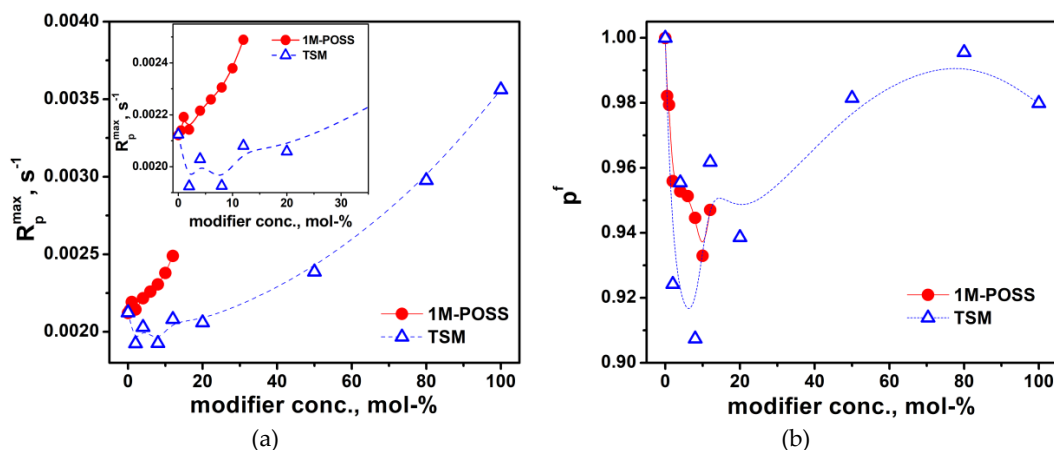 0.0040
0.0035
0.0030
0.0025
0.0020
R_p^max, s^-1
0 20 40 60 80 100
modifier conc., mol-%
1M-POSS
TSM
0.0024
0.0022
0.0020
R_p^max, s^-1
0 10 20 30
modifier conc., mol-%
1M-POSS
TSM
(a)
1.00
0.98
0.96
0.94
0.92
0.90
p^f
0 20 40 60 80 100
modifier conc., mol-%
1M-POSS
TSM
(b)